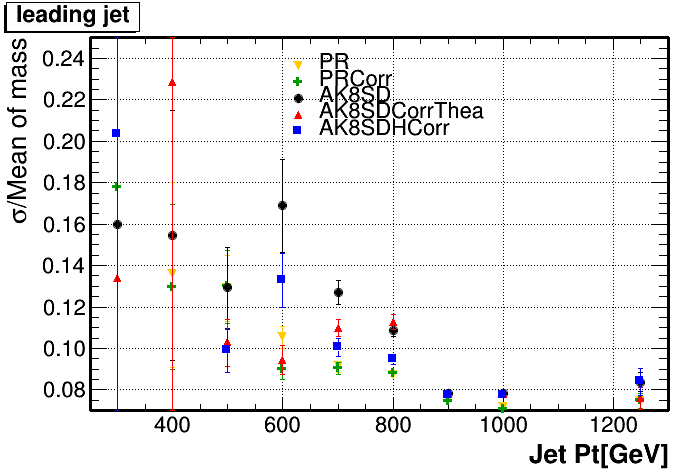 leading jet
σ/Mean of mass
0.24
0.22
0.20
0.18
0.16
0.14
0.12
0.10
0.08
PR
PRCorr
AK8SD
AK8SDCorrThea
AK8SDHCorr
400
600
800
1000
1200
Jet Pt[GeV]